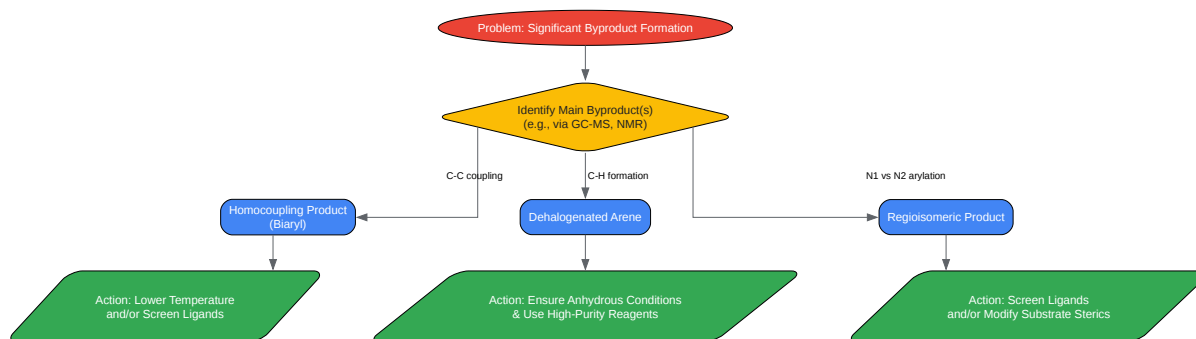 Problem: Significant Byproduct Formation
Identify Main Byproduct(s)
(e.g., via GC-MS, NMR)
C-C coupling
C-H formation
N1 vs N2 arylation
Homocoupling Product
(Biaryl)
Dehalogenated Arene
Regioisomeric Product
Action: Lower Temperature
and/or Screen Ligands
Action: Ensure Anhydrous Conditions
& Use High-Purity Reagents
Action: Screen Ligands
and/or Modify Substrate Sterics